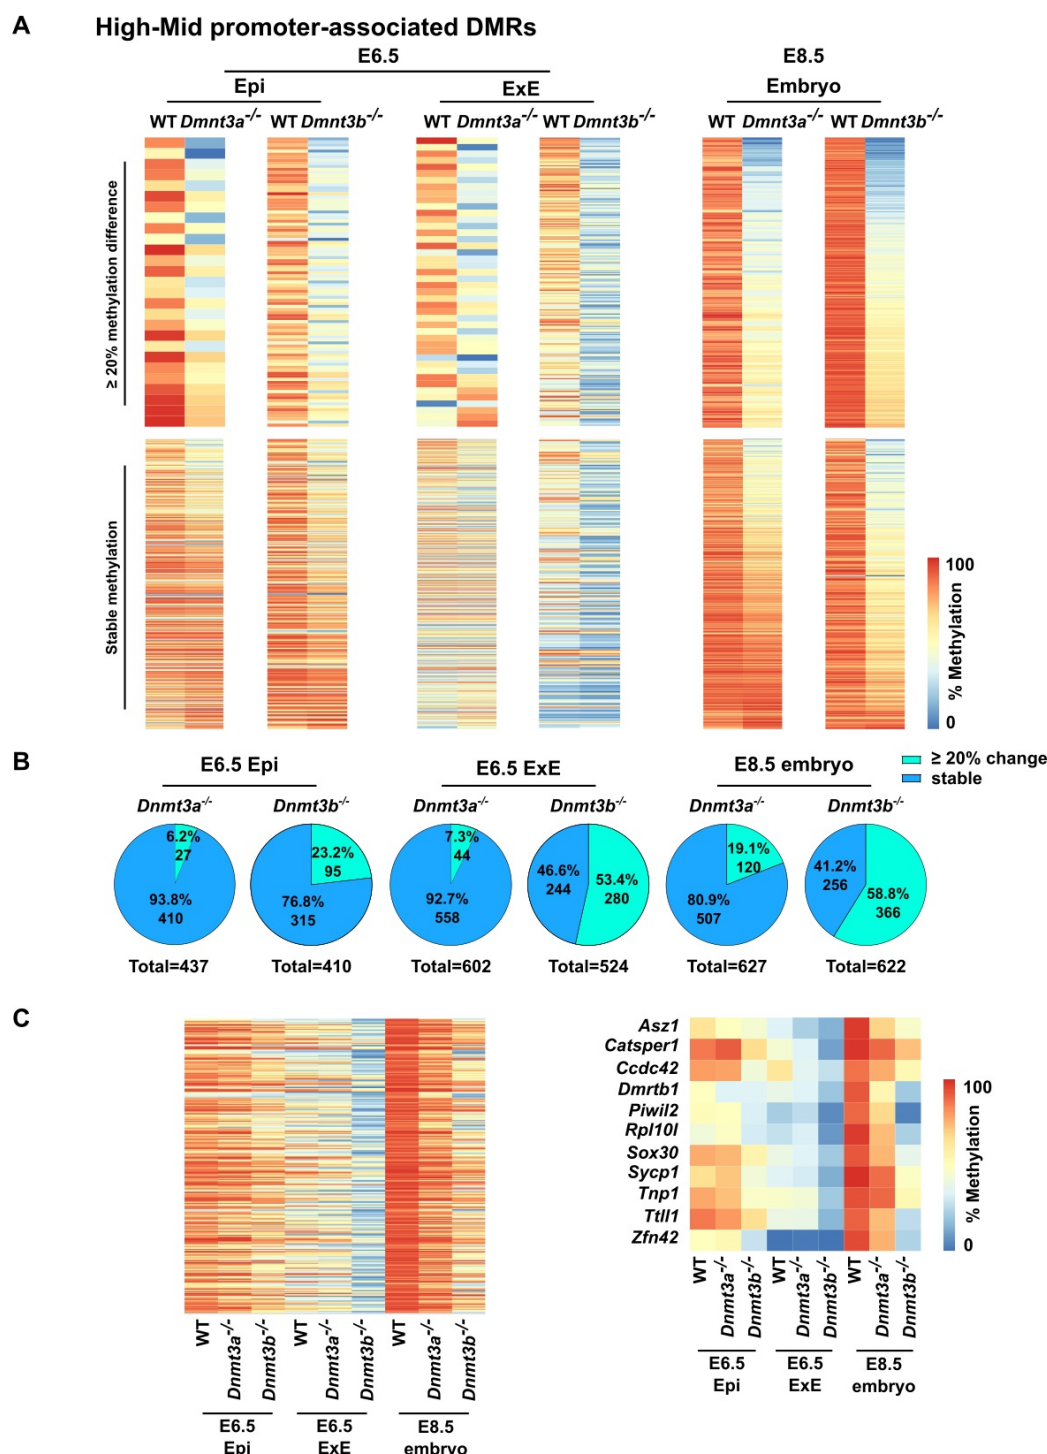 A
High-Mid promoter-associated DMRs
E6.5
E8.5
Epi
ExE
Embryo
WT Dmnt3a-/-
WT Dmnt3b-/-
WT Dmnt3a-/-
WT Dmnt3b-/-
WT Dmnt3a-/-
WT Dmnt3b-/-
≥ 20% methylation difference
Stable methylation
100
% Methylation
0
B
≥ 20% change
stable
E6.5 Epi
E6.5 ExE
E8.5 embryo
Dnmt3a-/-
Dnmt3b-/-
Dnmt3a-/-
Dnmt3b-/-
Dnmt3a-/-
Dnmt3b-/-
6.2%
27
93.8%
410
23.2%
95
76.8%
315
7.3%
44
92.7%
558
46.6%
244
53.4%
280
19.1%
120
80.9%
507
41.2%
256
58.8%
366
Total=437
Total=410
Total=602
Total=524
Total=627
Total=622
C
WT
Dnmt3a-/-
Dnmt3b-/-
WT
Dnmt3a-/-
Dnmt3b-/-
WT
Dnmt3a-/-
Dnmt3b-/-
E6.5
Epi
E6.5
ExE
E8.5
embryo
Asz1
Catsper1
Ccdc42
Dmrtb1
Piwil2
Rpl10l
Sox30
Sycp1
Tnp1
Ttll1
Zfn42
100
% Methylation
0
WT
Dnmt3a-/-
Dnmt3b-/-
WT
Dnmt3a-/-
Dnmt3b-/-
WT
Dnmt3a-/-
Dnmt3b-/-
E6.5
Epi
E6.5
ExE
E8.5
embryo